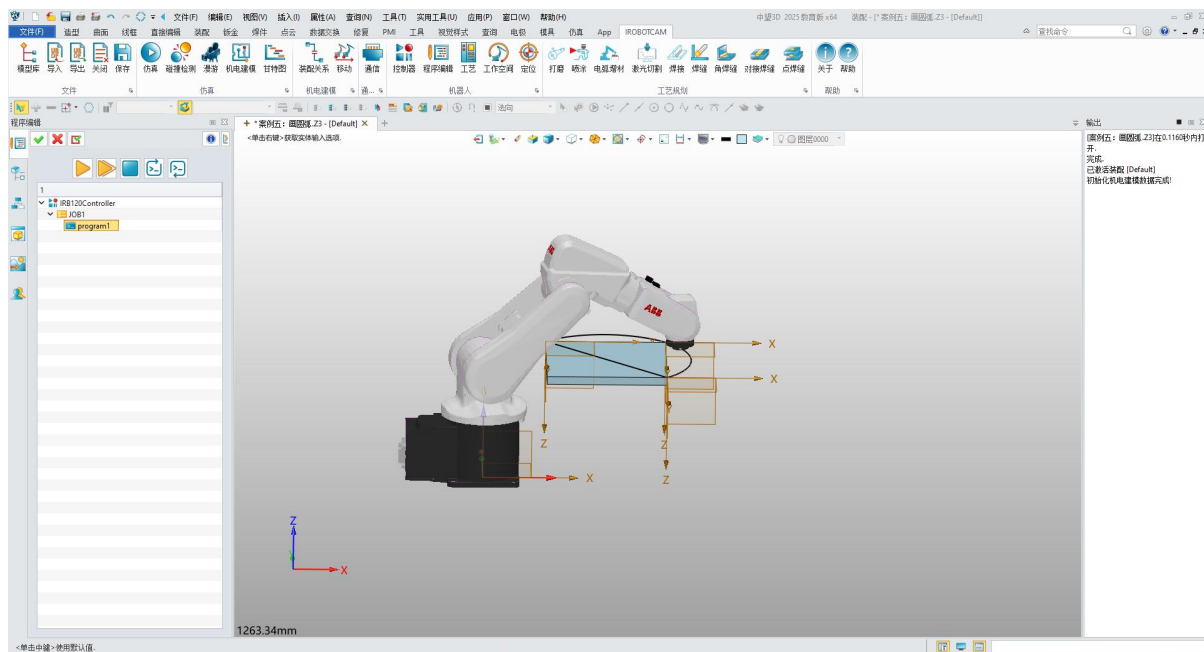 文件(F) 编辑(E) 视图(V) 插入(I) 属性(A) 查询(N) 工具(T) 实用工具(U) 应用(P) 窗口(W) 帮助(H) 中望3D 2025 教育版 x64 装配 - [* 案例五：画圆弧.Z3 - [Default]]
文件(F) 造型 曲面 线框 直接编辑 装配 钣金 焊件 点云 数据交换 修复 PMI 工具 视觉样式 查询 电极 模具 仿真 App IROBOTCAM 查找命令
模型库 导入 导出 关闭 保存 仿真 碰撞检测 漫游 机电建模 甘特图 装配关系 移动 通信 控制器 程序编辑 工艺 工作空间 定位 打磨 喷涂 电弧增材 激光切割 焊接 焊缝 角焊缝 对接焊缝 点焊缝 关于 帮助
文件 仿真 机电建模 通... 机器人 工艺规划 帮助
法向
程序编辑 * 案例五：画圆弧.Z3 - [Default] 输出
<单击右键>获取实体输入选项. 图层0000
[案例五：画圆弧.Z3]在0.1160秒内打
开.
完成.
已激活装配 [Default]
初始化机电建模数据完成!
1
IRB120Controller
JOB1
program1
ABB
X
X
Z
Z
Z
X
Z
X
1263.34mm
<单击中键>使用默认值.